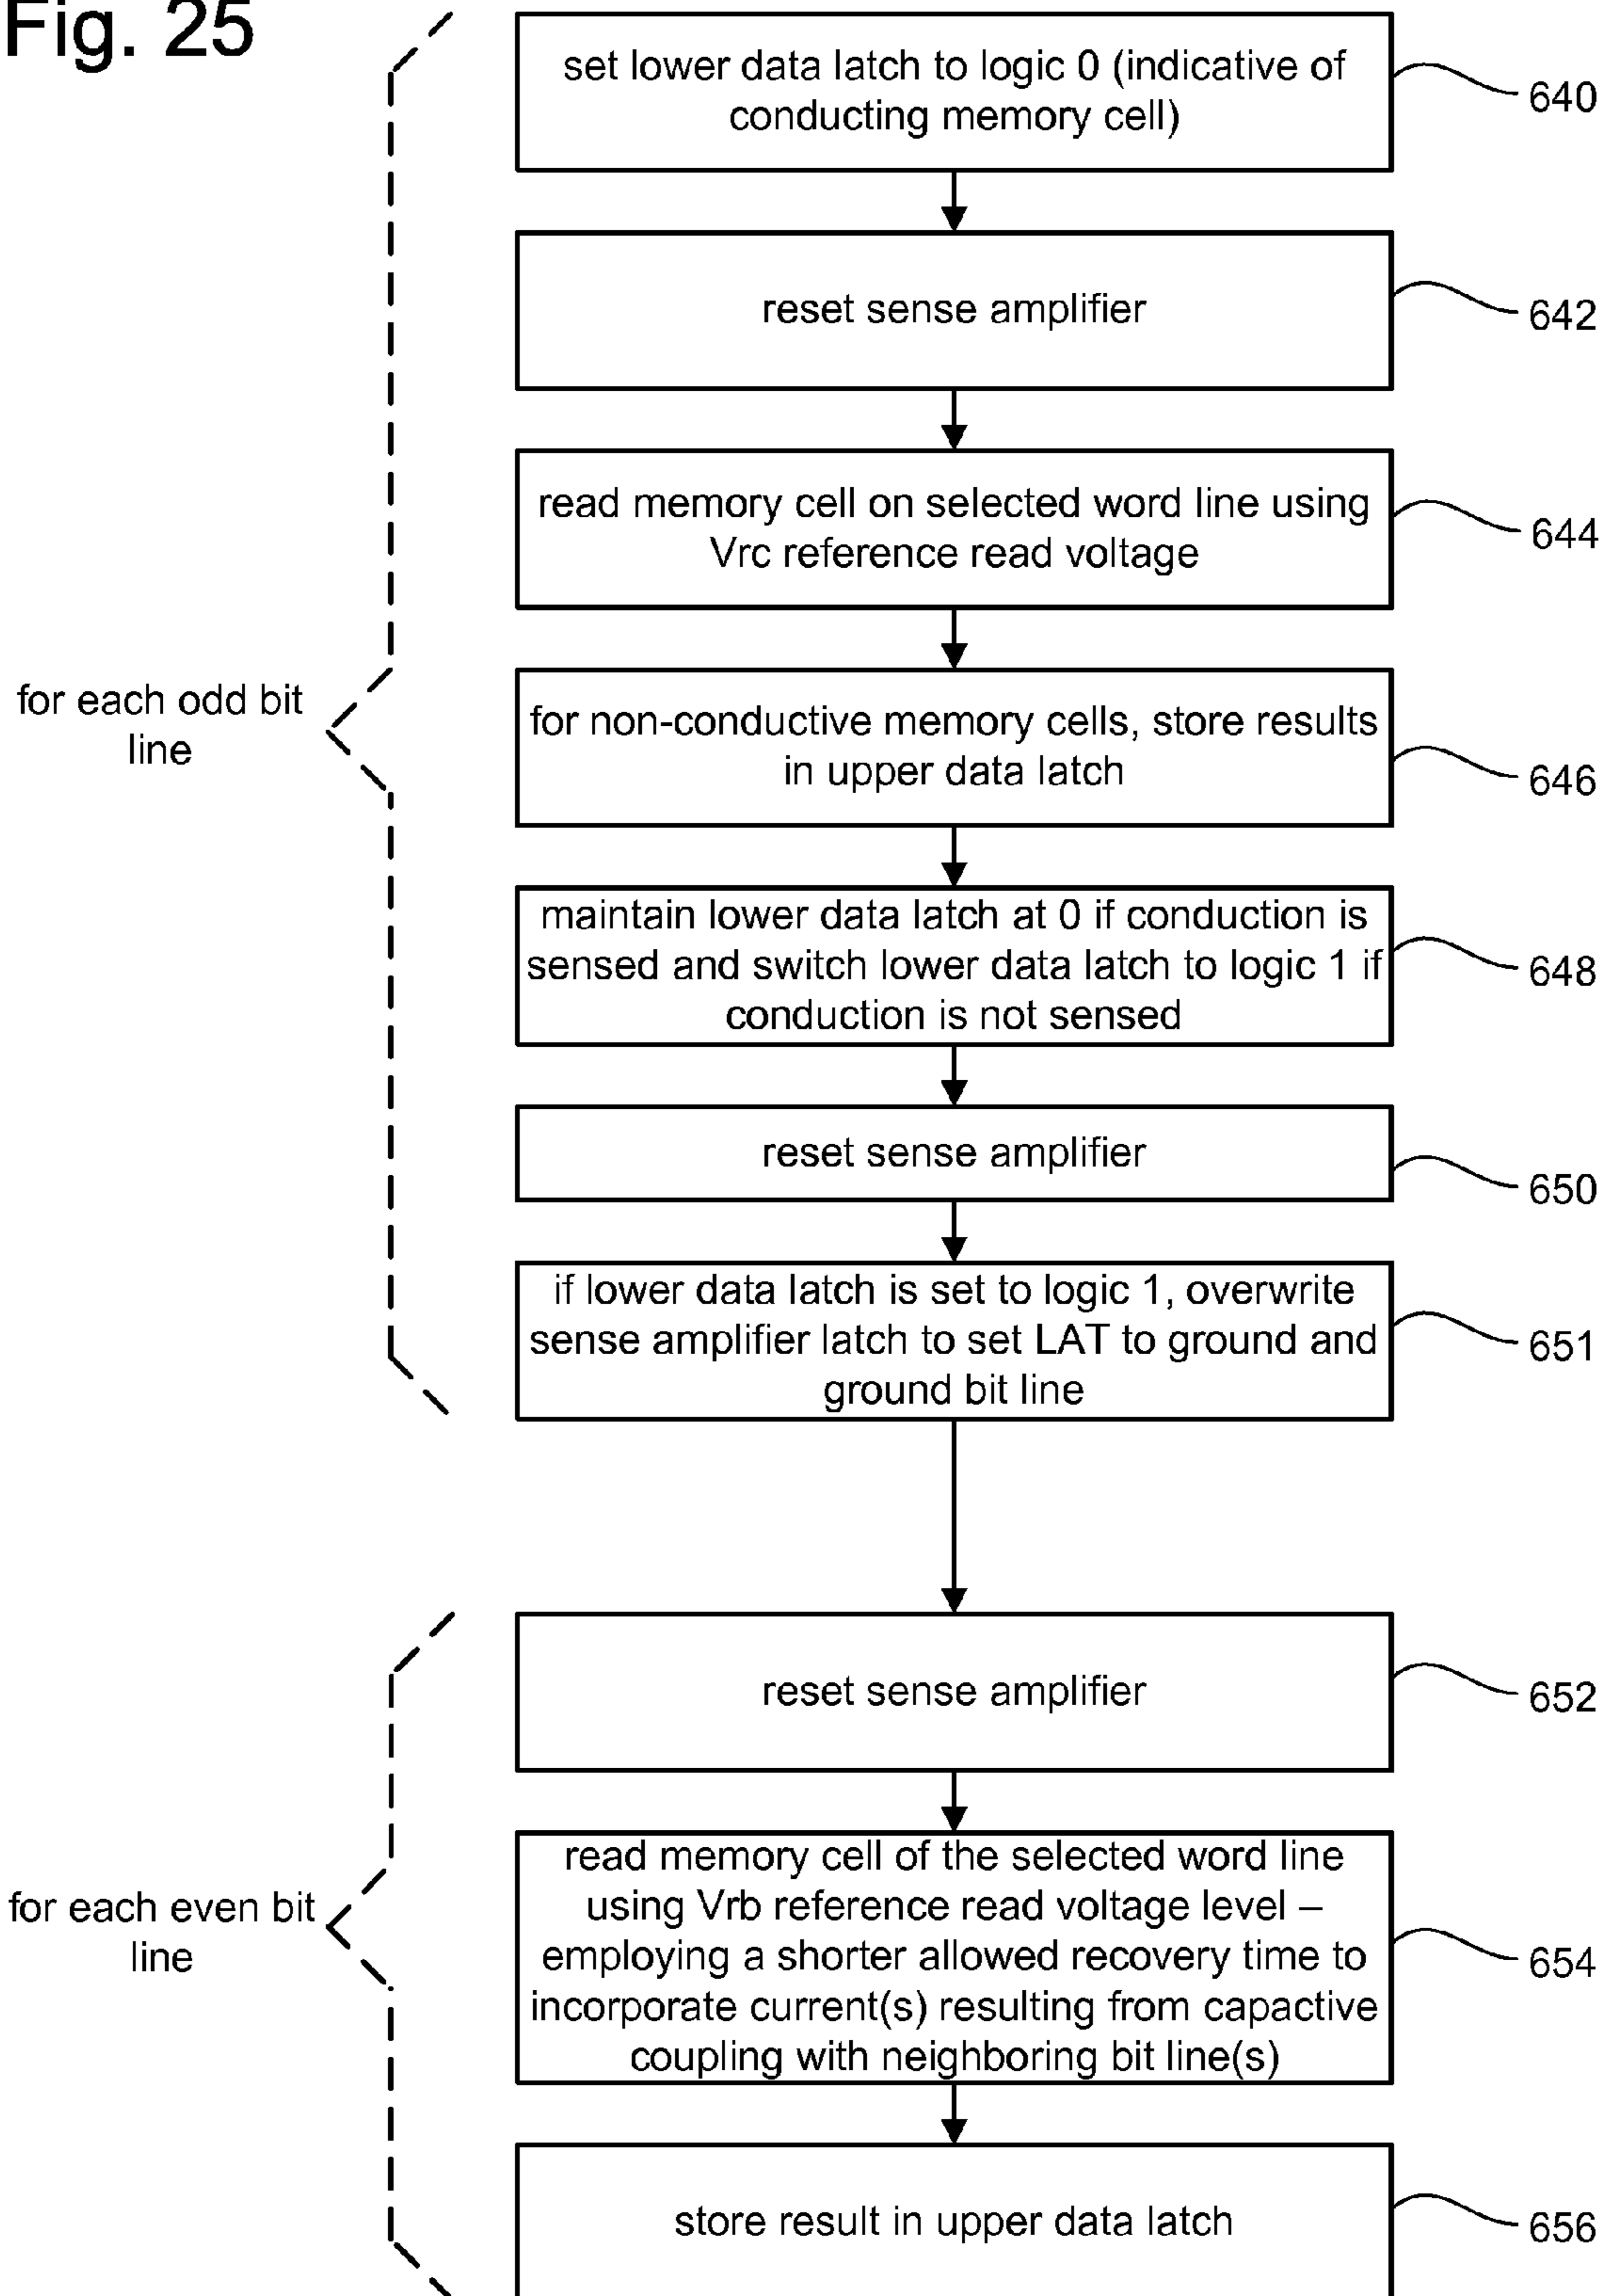 Fig. 25
set lower data latch to logic 0 (indicative of
conducting memory cell)
640
reset sense amplifier
642
read memory cell on selected word line using
Vrc reference read voltage
644
for each odd bit
line
for non-conductive memory cells, store results
in upper data latch
646
maintain lower data latch at 0 if conduction is
sensed and switch lower data latch to logic 1 if
conduction is not sensed
648
reset sense amplifier
650
if lower data latch is set to logic 1, overwrite
sense amplifier latch to set LAT to ground and
ground bit line
651
reset sense amplifier
652
for each even bit
line
read memory cell of the selected word line
using Vrb reference read voltage level –
employing a shorter allowed recovery time to
incorporate current(s) resulting from capactive
coupling with neighboring bit line(s)
654
store result in upper data latch
656